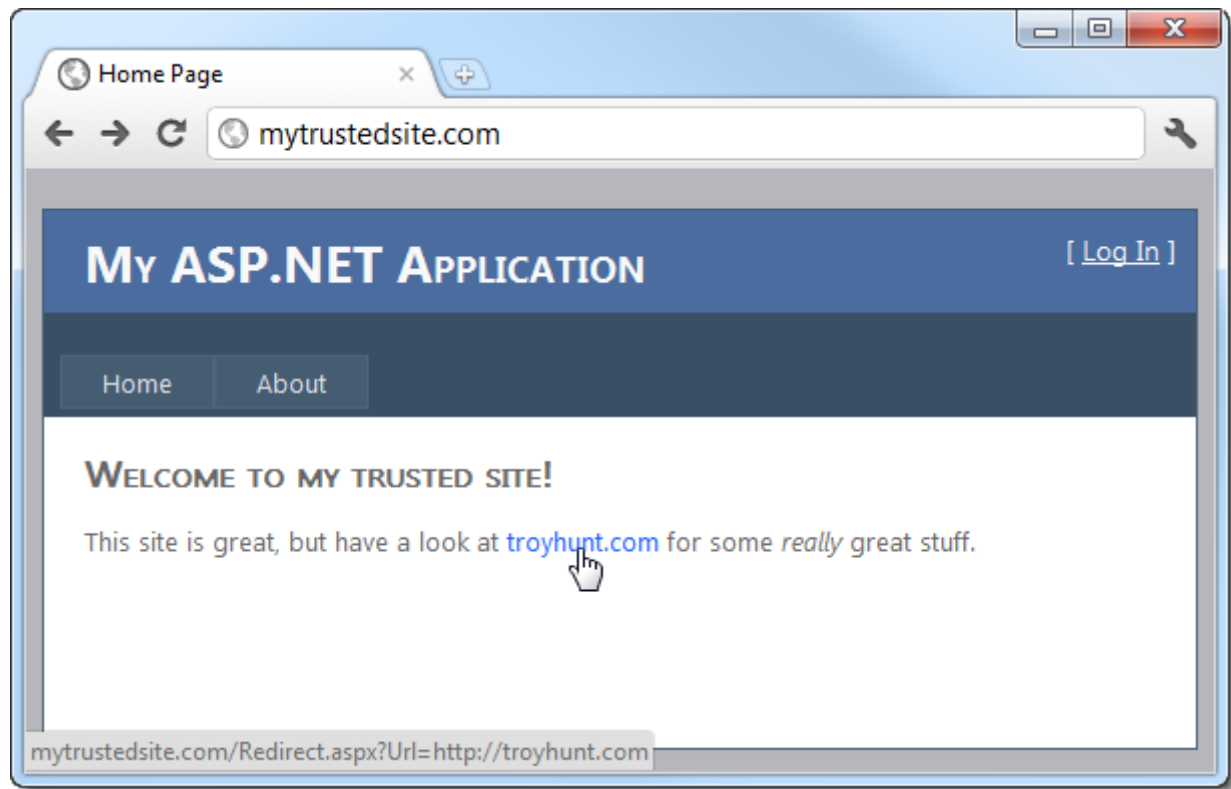 Home Page
mytrustedsite.com
My ASP.NET Application
[ Log In ]
Home
About
Welcome to my trusted site!
This site is great, but have a look at troyhunt.com for some really great stuff.
mytrustedsite.com/Redirect.aspx?Url=http://troyhunt.com